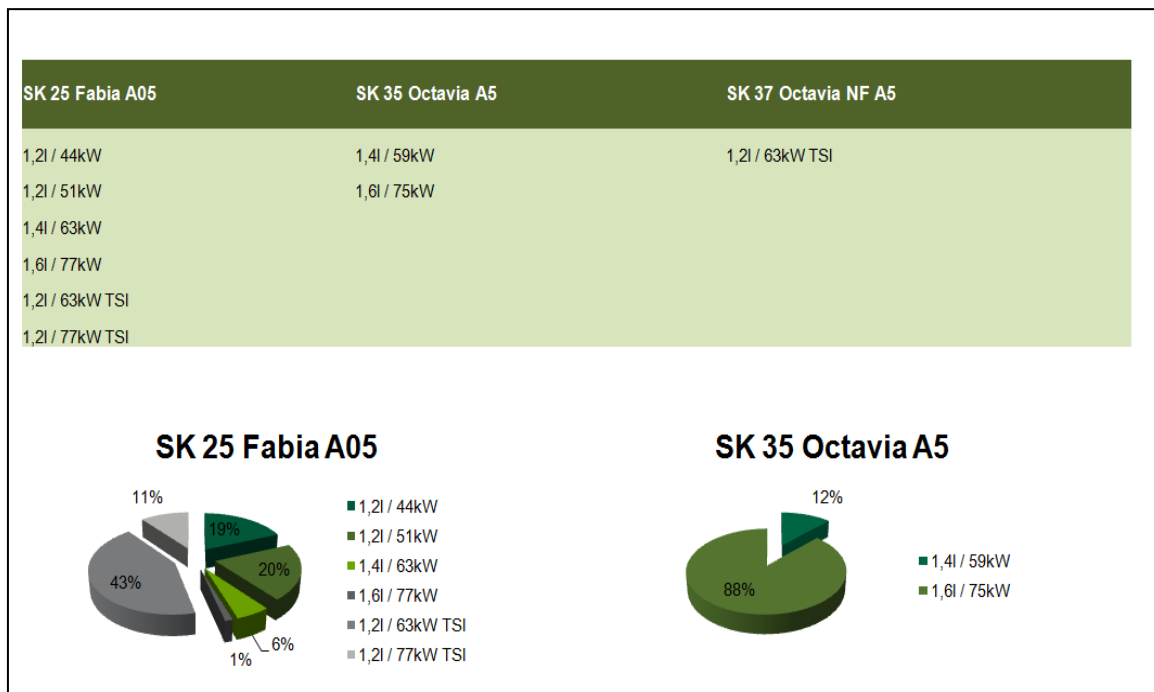 SK 25 Fabia A05 SK 35 Octavia A5 SK 37 Octavia NF A5
1,2l / 44kW 1,4l / 59kW 1,2l / 63kW TSI
1,2l / 51kW 1,6l / 75kW
1,4l / 63kW
1,6l / 77kW
1,2l / 63kW TSI
1,2l / 77kW TSI
SK 25 Fabia A05
11%
19%
20%
43%
6%
1%
1,2l / 44kW
1,2l / 51kW
1,4l / 63kW
1,6l / 77kW
1,2l / 63kW TSI
1,2l / 77kW TSI
SK 35 Octavia A5
12%
88%
1,4l / 59kW
1,6l / 75kW